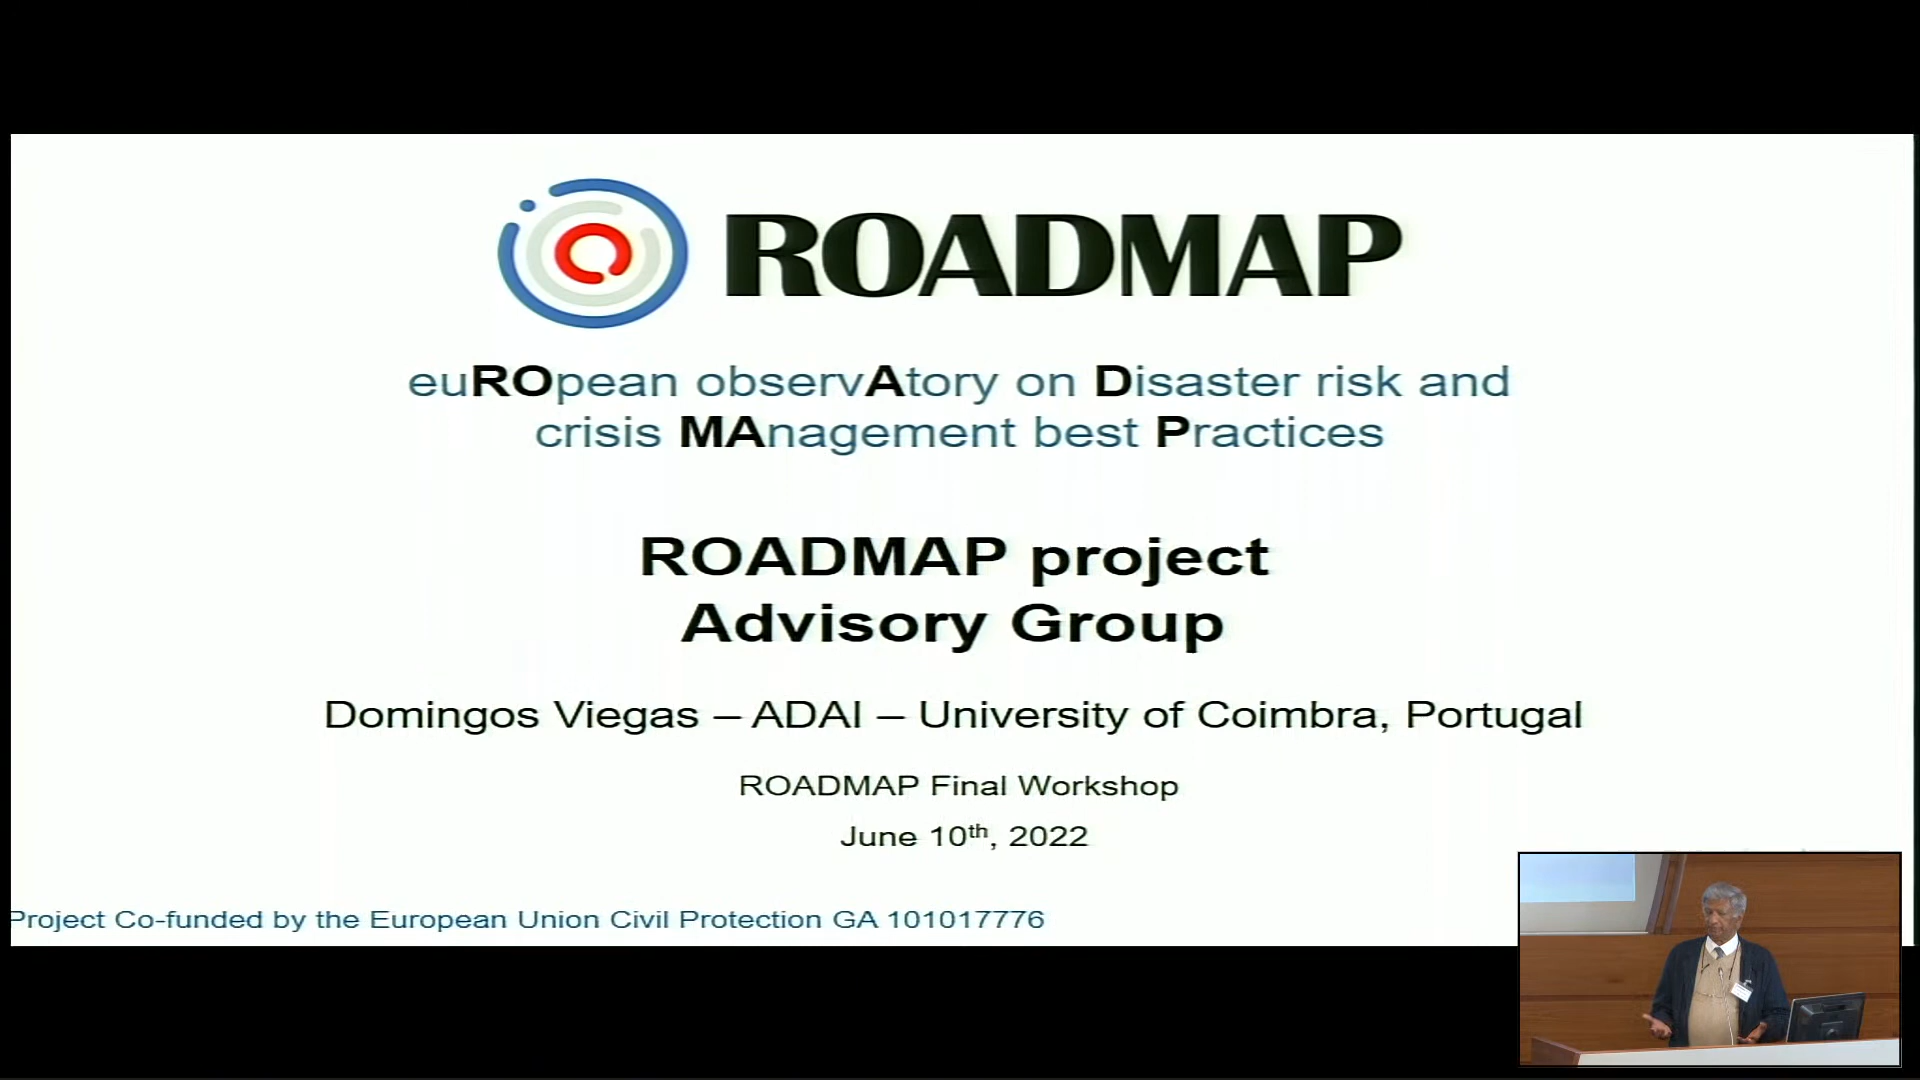 ROADMAP
euROpean observAtory on Disaster risk and
crisis MAnagement best Practices
ROADMAP project
Advisory Group
Domingos Viegas – ADAI – University of Coimbra, Portugal
ROADMAP Final Workshop
June 10th, 2022
Project Co-funded by the European Union Civil Protection GA 101017776